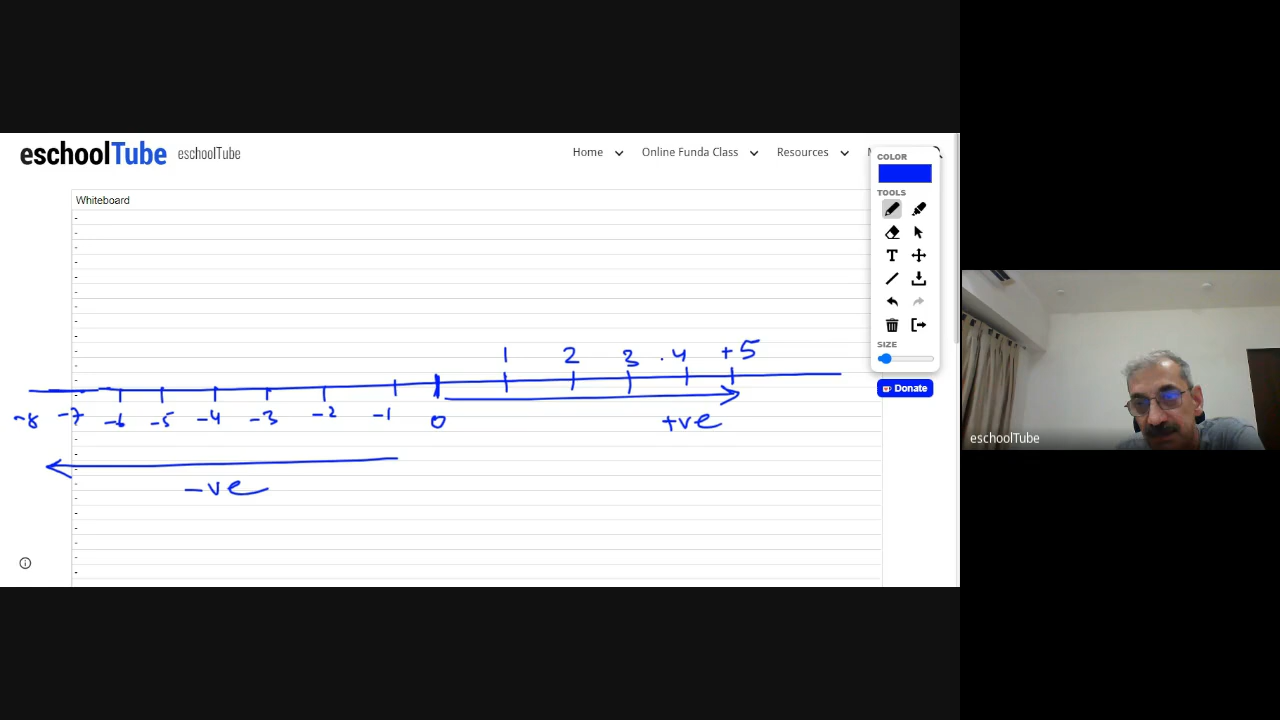 eschoolTube eschoolTube Home Online Funda Class Resources
COLOR
TOOLS
T
SIZE
Donate
Whiteboard
1 2 3 .4 +5
-8 -7 -6 -5 -4 -3 -2 -1 0 +ve
-ve
eschoolTube